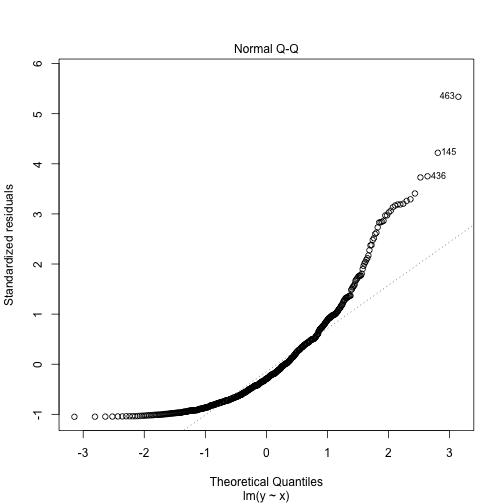 Normal Q-Q
Standardized residuals
6
5
4
3
2
1
0
-1
463
145
436
-3 -2 -1 0 1 2 3
Theoretical Quantiles
lm(y ~ x)